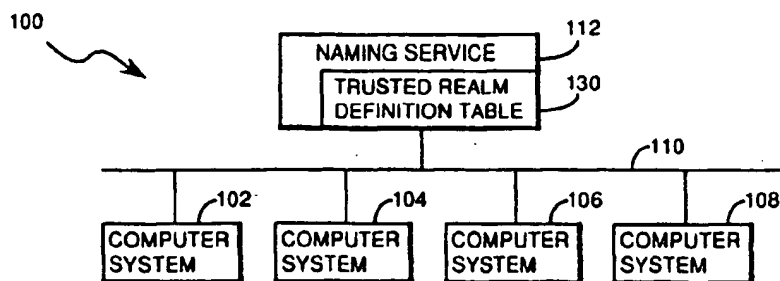 100
NAMING SERVICE
112
TRUSTED REALM
DEFINITION TABLE
130
110
102
104
106
108
COMPUTER
SYSTEM
COMPUTER
SYSTEM
COMPUTER
SYSTEM
COMPUTER
SYSTEM